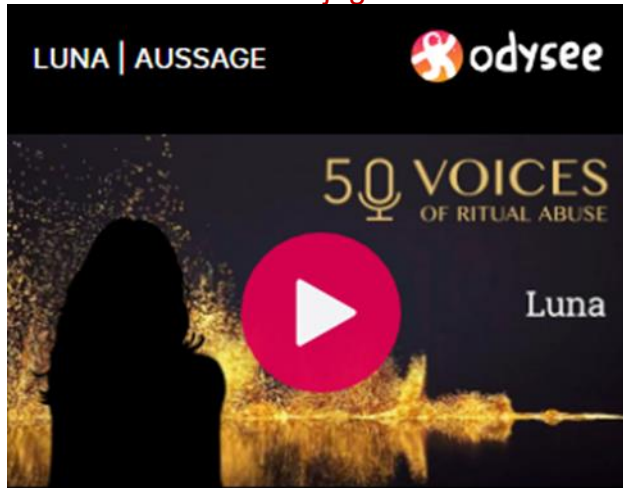 LUNA | AUSSAGE
odysee
50 VOICES
OF RITUAL ABUSE
Luna